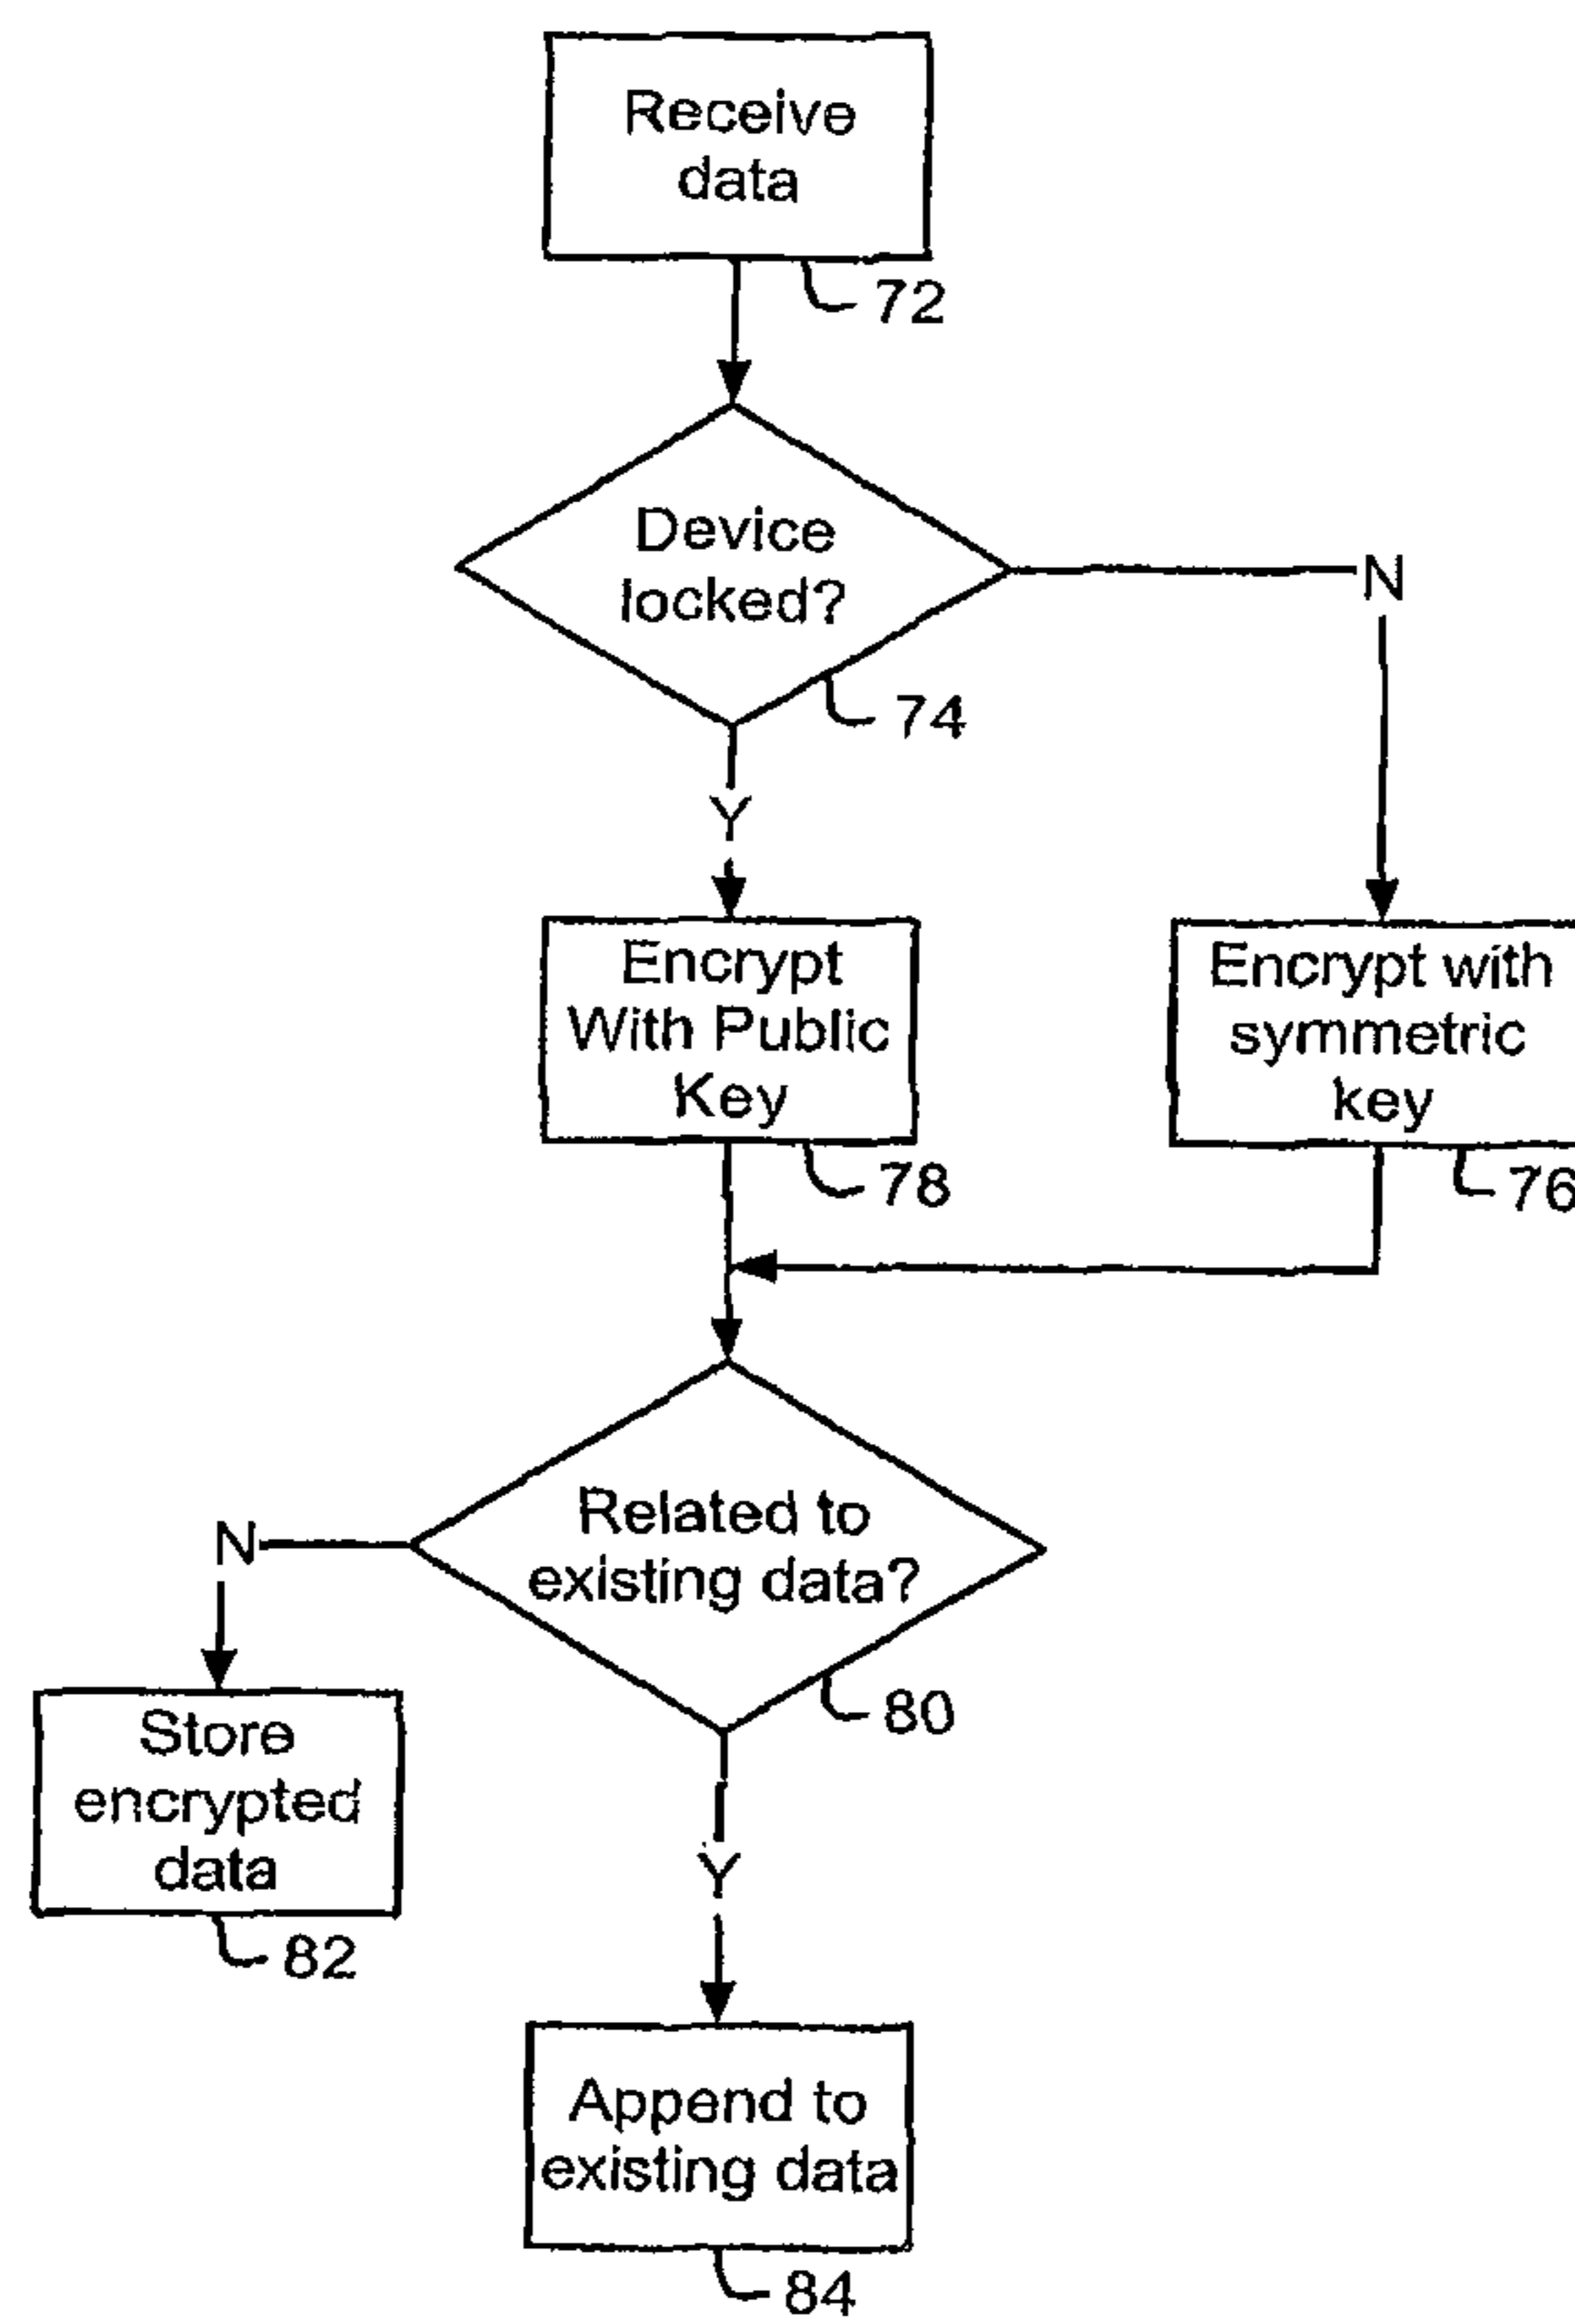 Receive
data
72
Device
locked?
N
74
Y
Encrypt
With Public
Key
78
Encrypt with
symmetric
key
76
Related to
existing data?
N
80
Store
encrypted
data
82
Y
Append to
existing data
84